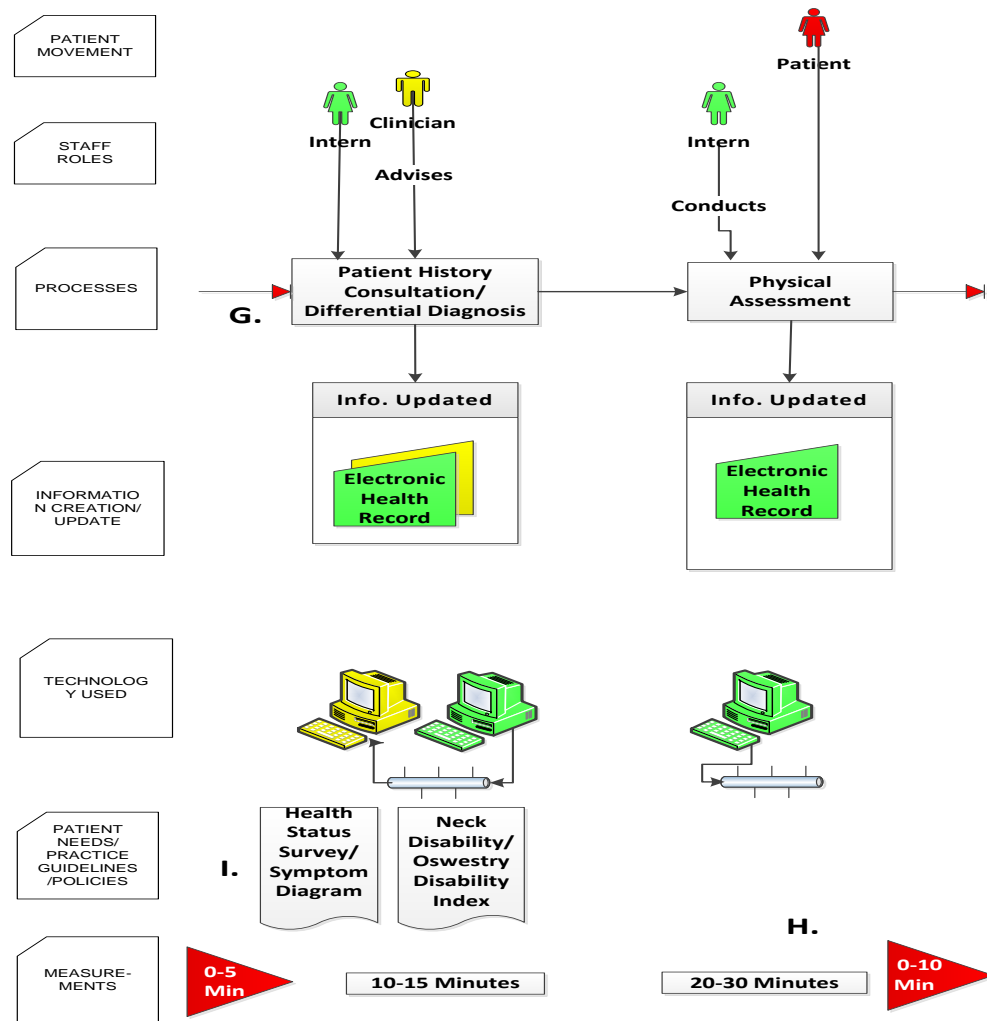 PATIENT
MOVEMENT
Patient
Clinician
Intern
Intern
STAFF
ROLES
Advises
Conducts
PROCESSES
G.
Patient History
Consultation/
Differential Diagnosis
Physical
Assessment
Info. Updated
Info. Updated
INFORMATIO
N CREATION/
UPDATE
Electronic
Health
Record
Electronic
Health
Record
TECHNOLOG
Y USED
PATIENT
NEEDS/
PRACTICE
GUIDELINES
/POLICIES
I.
Health
Status
Survey/
Symptom
Diagram
Neck
Disability/
Oswestry
Disability
Index
H.
MEASURE-
MENTS
0-5
Min
10-15 Minutes
20-30 Minutes
0-10
Min